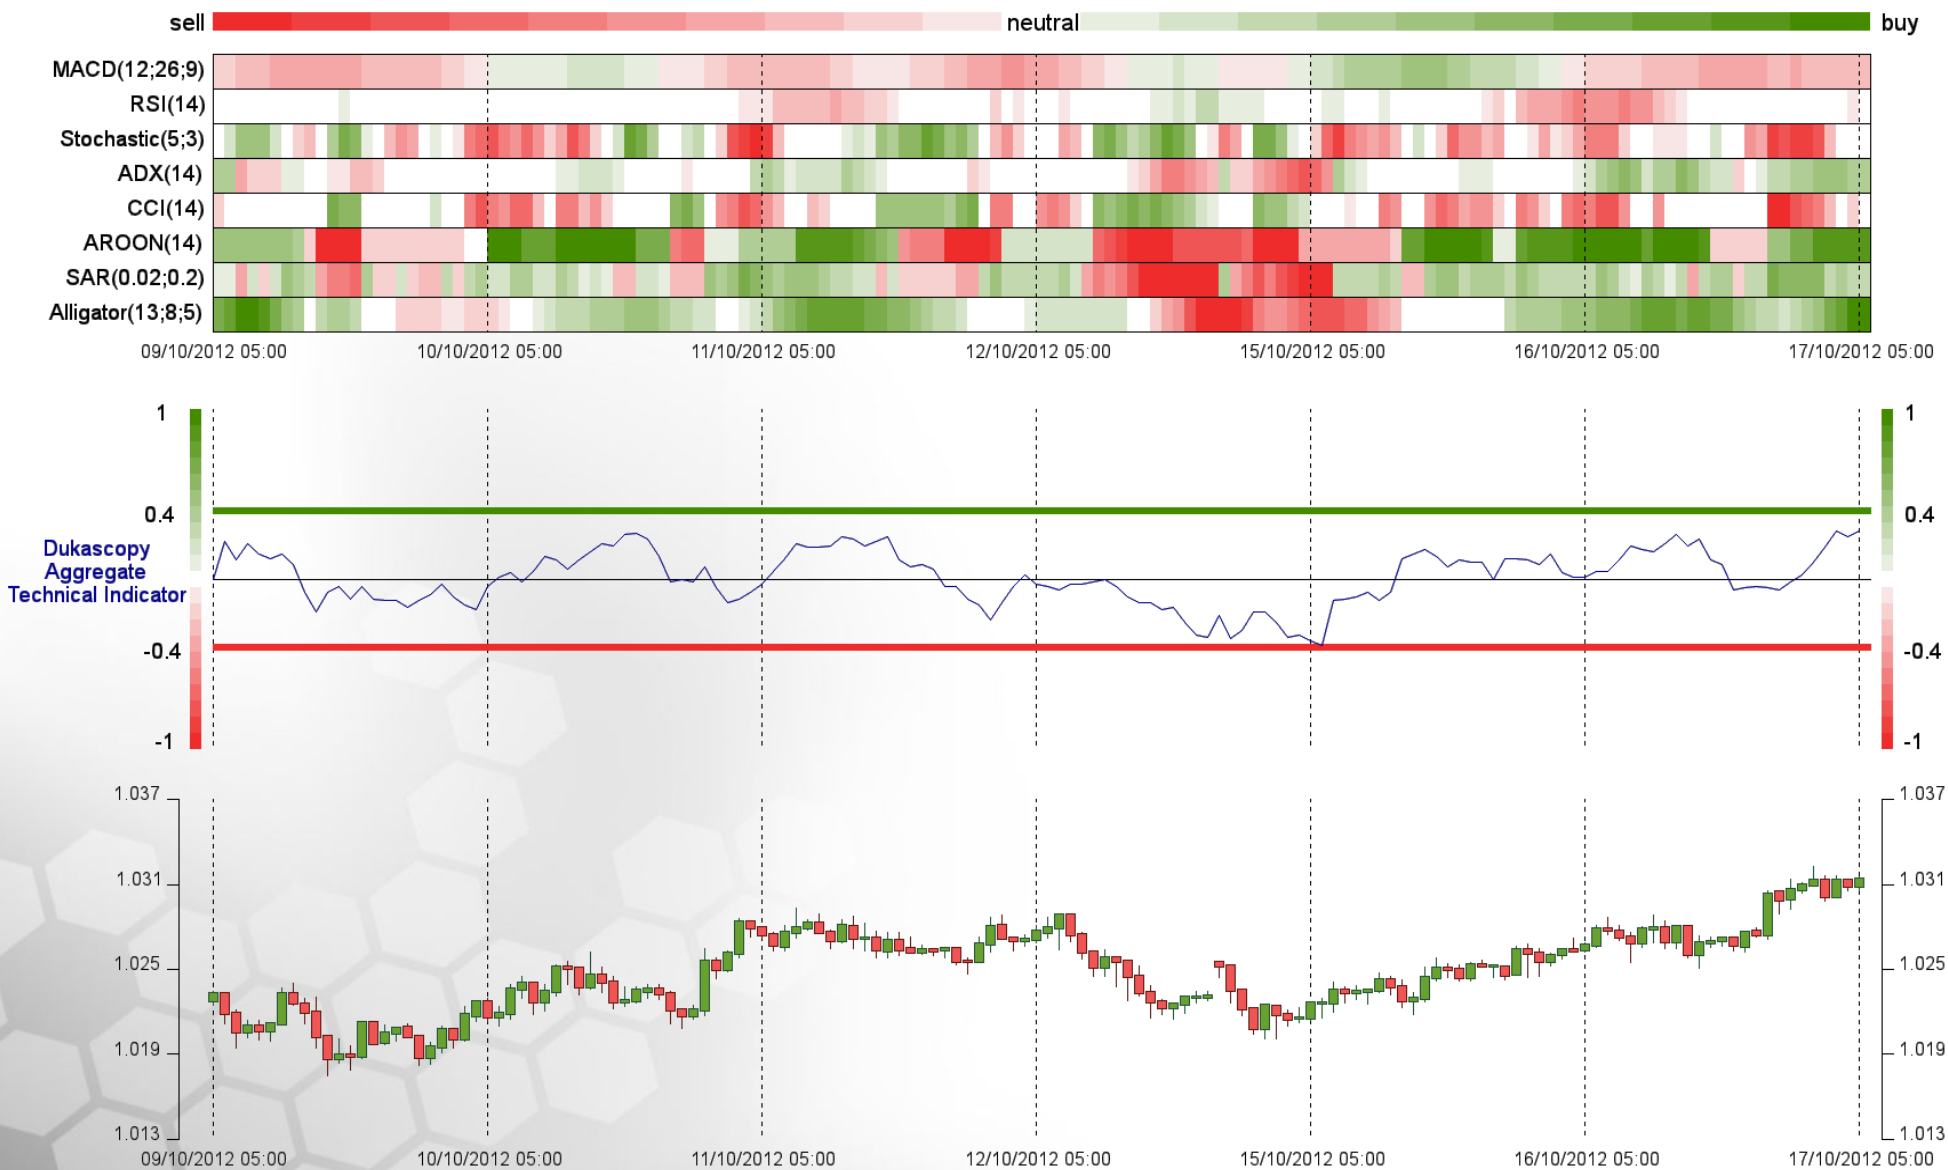 sell neutral buy
MACD(12;26;9)
RSI(14)
Stochastic(5;3)
ADX(14)
CCI(14)
AROON(14)
SAR(0.02;0.2)
Alligator(13;8;5)
09/10/2012 05:00 10/10/2012 05:00 11/10/2012 05:00 12/10/2012 05:00 15/10/2012 05:00 16/10/2012 05:00 17/10/2012 05:00
1 1
0.4 0.4
Dukascopy
Aggregate
Technical Indicator
-0.4 -0.4
-1 -1
1.037 1.037
1.031 1.031
1.025 1.025
1.019 1.019
1.013 1.013
09/10/2012 05:00 10/10/2012 05:00 11/10/2012 05:00 12/10/2012 05:00 15/10/2012 05:00 16/10/2012 05:00 17/10/2012 05:00